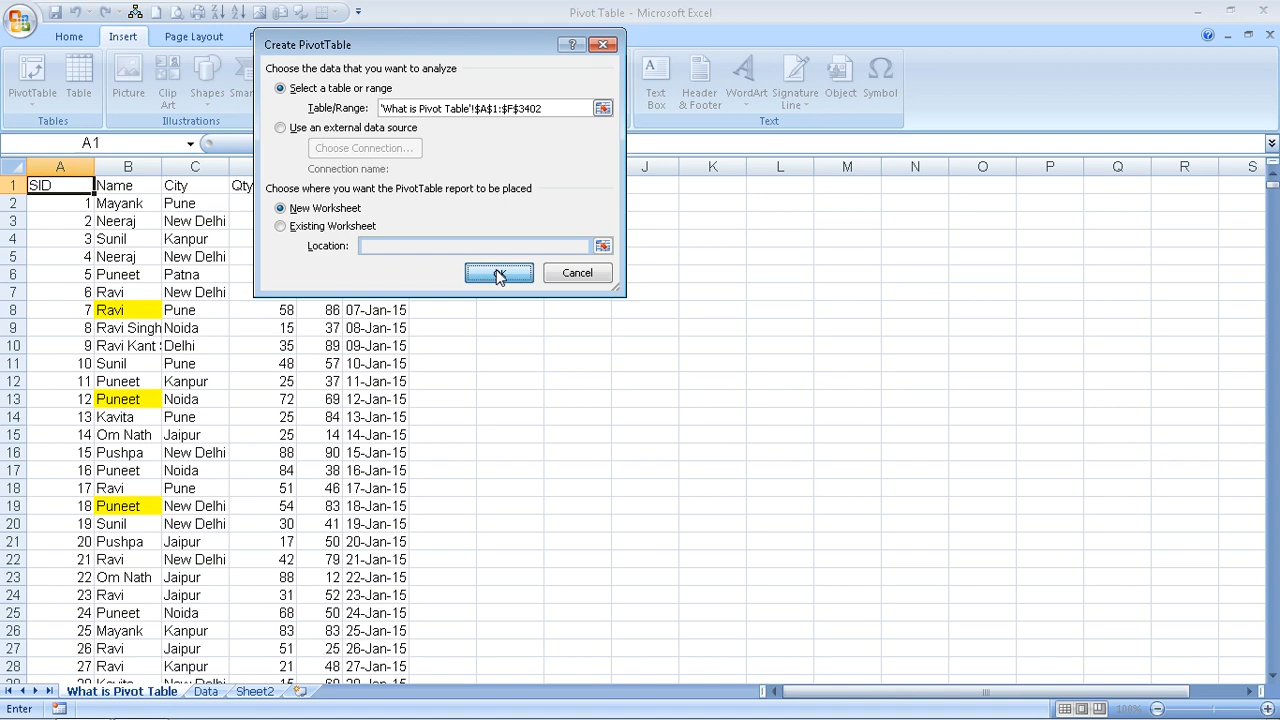 Pivot Table - Microsoft Excel
Home Insert Page Layout
PivotTable Table Picture Clip Art Shapes Text Box Header & Footer WordArt Signature Line Object Symbol
Tables Illustrations Text
Create PivotTable
Choose the data that you want to analyze
Select a table or range
Table/Range: 'What is Pivot Table'!$A$1:$F$3402
Use an external data source
Choose Connection...
Connection name:
Choose where you want the PivotTable report to be placed
New Worksheet
Existing Worksheet
Location:
Cancel
A1
A B C J K L M N O P Q R S
1 SID Name City Qty
2 1 Mayank Pune
3 2 Neeraj New Delhi
4 3 Sunil Kanpur
5 4 Neeraj New Delhi
6 5 Puneet Patna
7 6 Ravi New Delhi
8 7 Ravi Pune 58 86 07-Jan-15
9 8 Ravi Singh Noida 15 37 08-Jan-15
10 9 Ravi Kant Delhi 35 89 09-Jan-15
11 10 Sunil Pune 48 57 10-Jan-15
12 11 Puneet Kanpur 25 37 11-Jan-15
13 12 Puneet Noida 72 69 12-Jan-15
14 13 Kavita Pune 25 84 13-Jan-15
15 14 Om Nath Jaipur 25 14 14-Jan-15
16 15 Pushpa New Delhi 88 90 15-Jan-15
17 16 Puneet Noida 84 38 16-Jan-15
18 17 Ravi Pune 51 46 17-Jan-15
19 18 Puneet New Delhi 54 83 18-Jan-15
20 19 Sunil New Delhi 30 41 19-Jan-15
21 20 Pushpa Jaipur 17 50 20-Jan-15
22 21 Ravi New Delhi 42 79 21-Jan-15
23 22 Om Nath Jaipur 88 12 22-Jan-15
24 23 Ravi Jaipur 31 52 23-Jan-15
25 24 Puneet Noida 68 50 24-Jan-15
26 25 Mayank Kanpur 83 83 25-Jan-15
27 26 Ravi Jaipur 51 25 26-Jan-15
28 27 Ravi Kanpur 21 48 27-Jan-15
What is Pivot Table Data Sheet2
Enter 100%